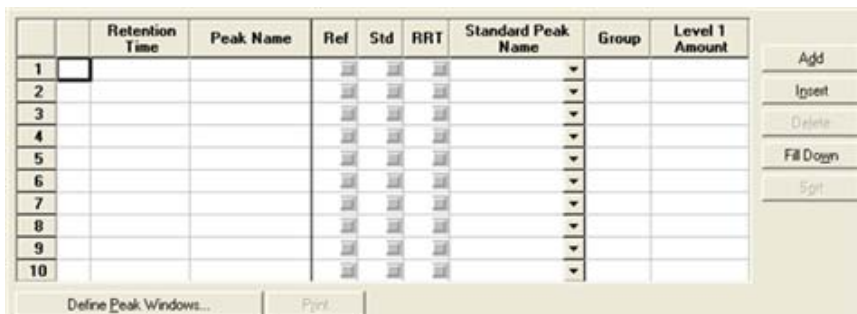 Retention Time Peak Name Ref Std RRT Standard Peak Name Group Level 1 Amount
1
2
3
4
5
6
7
8
9
10
Add
Insert
Delete
Fill Down
Sort
Define Peak Windows... Print